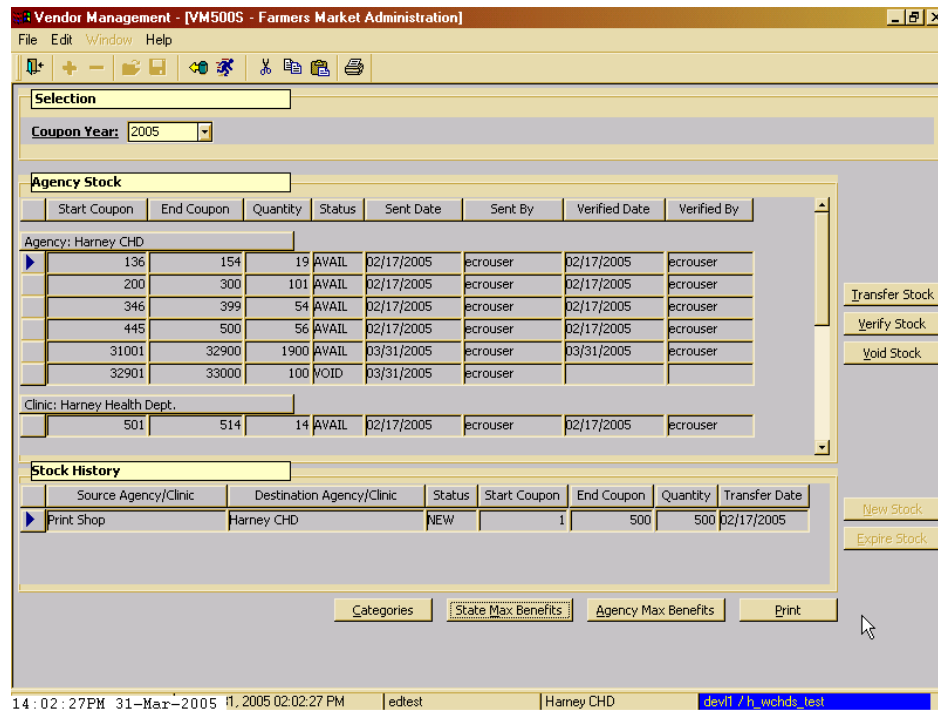 Vendor Management - [VM500S - Farmers Market Administration]
File Edit Window Help
Selection
Coupon Year: 2005
Agency Stock
Start Coupon End Coupon Quantity Status Sent Date Sent By Verified Date Verified By
Agency: Harney CHD
136 154 19 AVAIL 02/17/2005 ecrouser 02/17/2005 ecrouser
200 300 101 AVAIL 02/17/2005 ecrouser 02/17/2005 ecrouser
346 399 54 AVAIL 02/17/2005 ecrouser 02/17/2005 ecrouser
445 500 56 AVAIL 02/17/2005 ecrouser 02/17/2005 ecrouser
31001 32900 1900 AVAIL 03/31/2005 ecrouser 03/31/2005 ecrouser
32901 33000 100 VOID 03/31/2005 ecrouser
Clinic: Harney Health Dept.
501 514 14 AVAIL 02/17/2005 ecrouser 02/17/2005 ecrouser
Transfer Stock
Verify Stock
Void Stock
Stock History
Source Agency/Clinic Destination Agency/Clinic Status Start Coupon End Coupon Quantity Transfer Date
Print Shop Harney CHD NEW 1 500 500 02/17/2005
New Stock
Expire Stock
Categories State Max Benefits Agency Max Benefits Print
14:02:27PM 31-Mar-2005 1, 2005 02:02:27 PM edtest Harney CHD devl1 / h_wchds_test